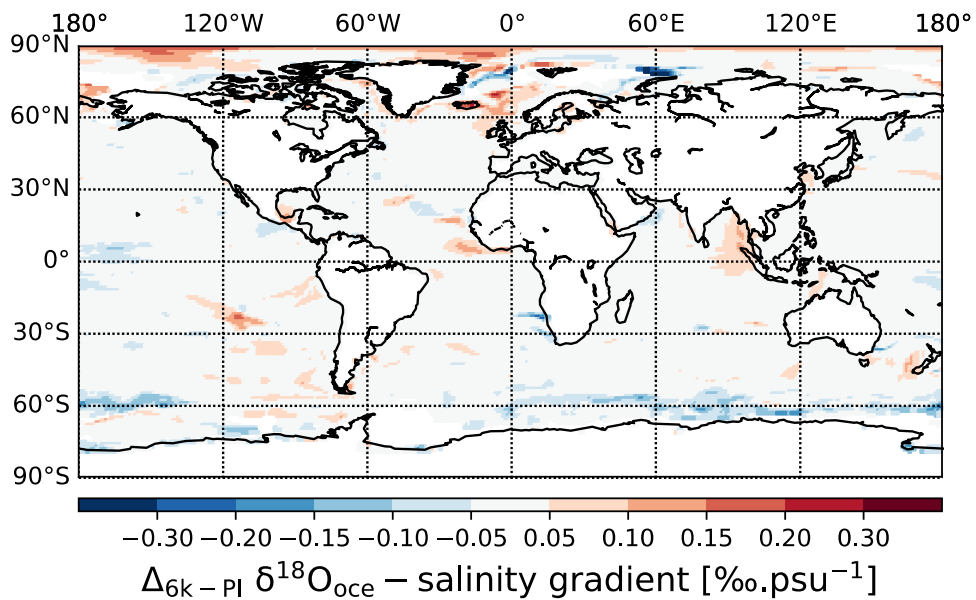 180° 120°W 60°W 0° 60°E 120°E 180°
90°N
60°N
30°N
0°
30°S
60°S
90°S
−0.30 −0.20 −0.15 −0.10 −0.05 0.05 0.10 0.15 0.20 0.30
Δ₆ₖ₋PI δ¹⁸Oₒcₑ − salinity gradient [‰.psu⁻¹]